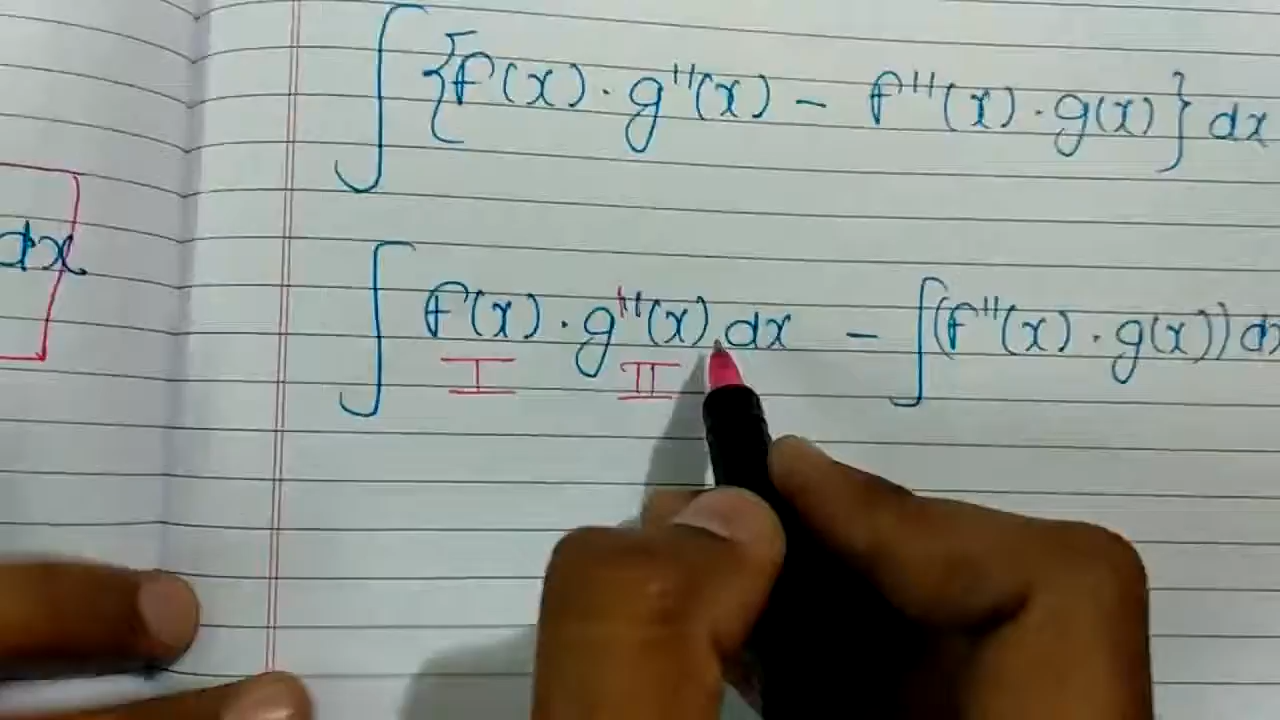 ∫{f(x)·g''(x) - f''(x)·g(x)}dx
dx
∫ f(x)·g''(x)dx - ∫(f''(x)·g(x))dx
I II